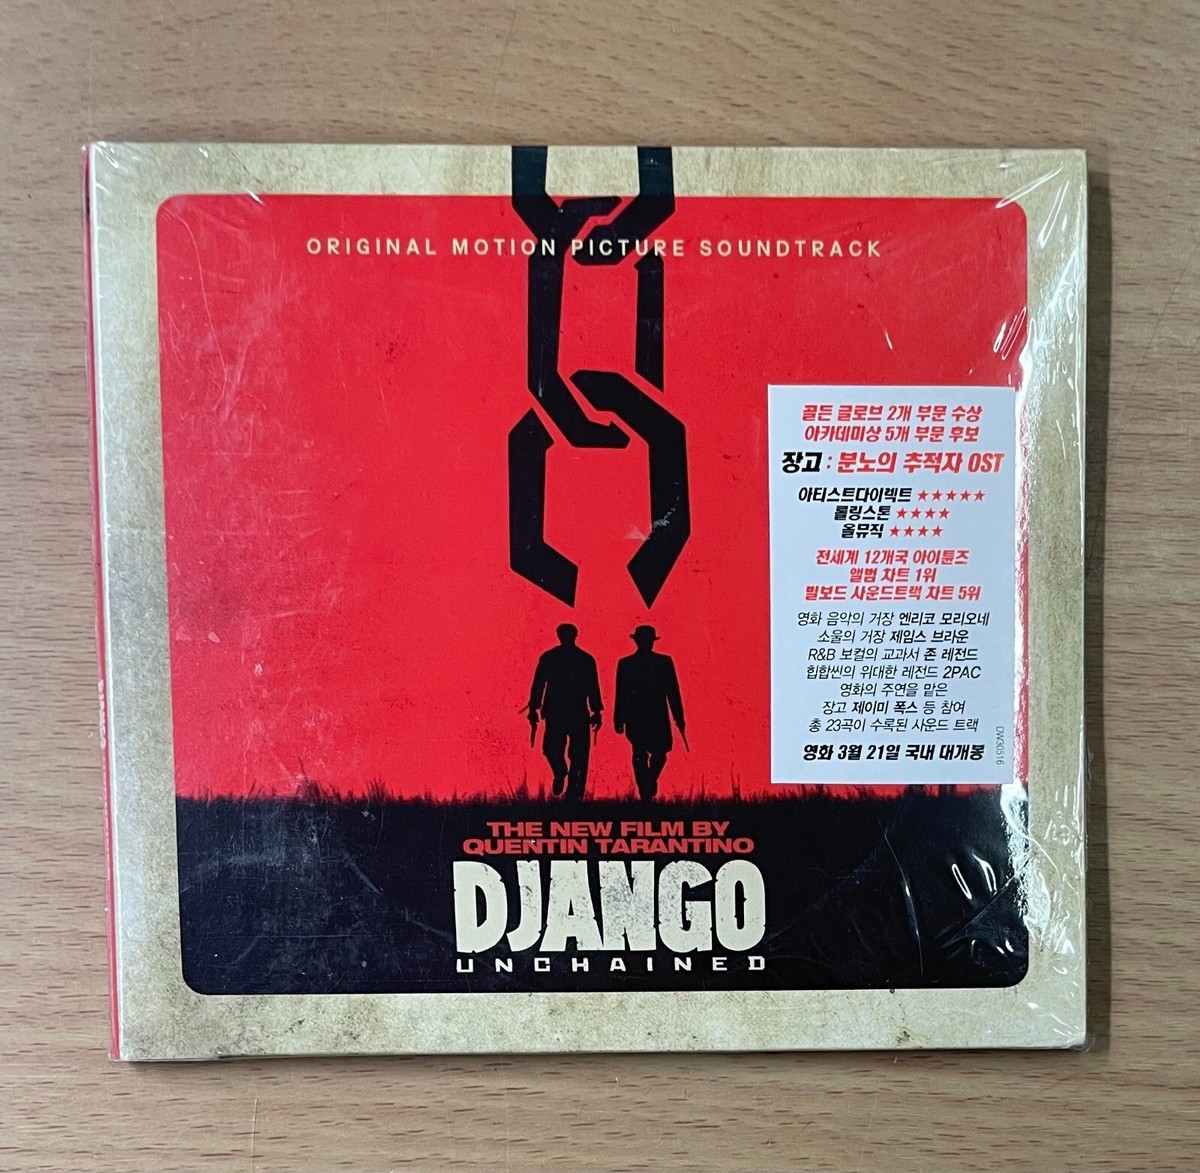 ORIGINAL MOTION PICTURE SOUNDTRACK
골든 글로브 2개 부문 수상
아카데미상 5개 부문 후보
장고 : 분노의 추적자 OST
아티스트다이렉트 ★★★★★
롤링스톤 ★★★★
올뮤직 ★★★★
전세계 12개국 아이튠즈
앨범 차트 1위
빌보드 사운드트랙 차트 5위
영화 음악의 거장 엔리코 모리오네
소울의 거장 제임스 브라운
R&B 보컬의 교과서 존 레전드
힙합씬의 위대한 레전드 2PAC
영화의 주연을 맡은
장고 제이미 폭스 등 참여
총 23곡이 수록된 사운드 트랙
영화 3월 21일 국내 대개봉
DW30516
THE NEW FILM BY
QUENTIN TARANTINO
DJANGO
UNCHAINED